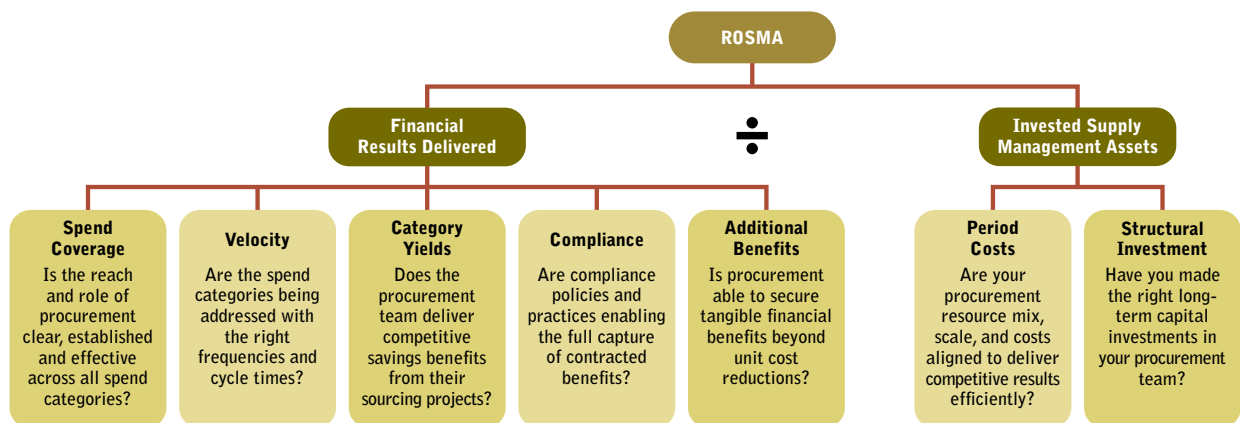 ROSMA
Financial
Results Delivered
÷
Invested Supply
Management Assets
Spend
Coverage
Is the reach
and role of
procurement
clear, established
and effective
across all spend
categories?
Velocity
Are the spend
categories being
addressed with
the right
frequencies and
cycle times?
Category
Yields
Does the
procurement
team deliver
competitive
savings benefits
from their
sourcing projects?
Compliance
Are compliance
policies and
practices enabling
the full capture
of contracted
benefits?
Additional
Benefits
Is procurement
able to secure
tangible financial
benefits beyond
unit cost
reductions?
Period
Costs
Are your
procurement
resource mix,
scale, and costs
aligned to deliver
competitive results
efficiently?
Structural
Investment
Have you made
the right long-
term capital
investments in
your procurement
team?